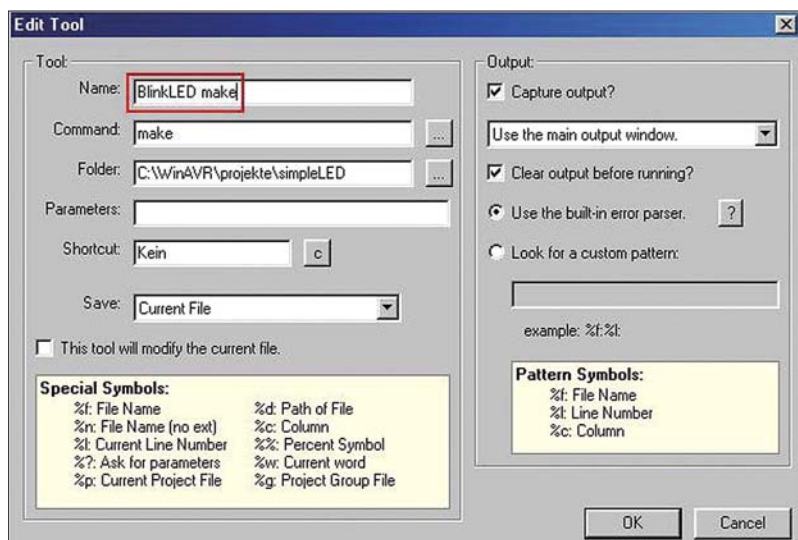 Edit Tool
Tool:
Name: BlinkLED make
Command: make ...
Folder: C:\WinAVR\projekte\simpleLED ...
Parameters:
Shortcut: Kein c
Save: Current File
This tool will modify the current file.
Special Symbols:
%f: File Name %d: Path of File
%n: File Name (no ext) %c: Column
%l: Current Line Number %%: Percent Symbol
%?: Ask for parameters %w: Current word
%p: Current Project File %g: Project Group File
Output:
Capture output?
Use the main output window.
Clear output before running?
Use the built-in error parser. ?
Look for a custom pattern:
example: %f:%l:
Pattern Symbols:
%f: File Name
%l: Line Number
%c: Column
OK Cancel